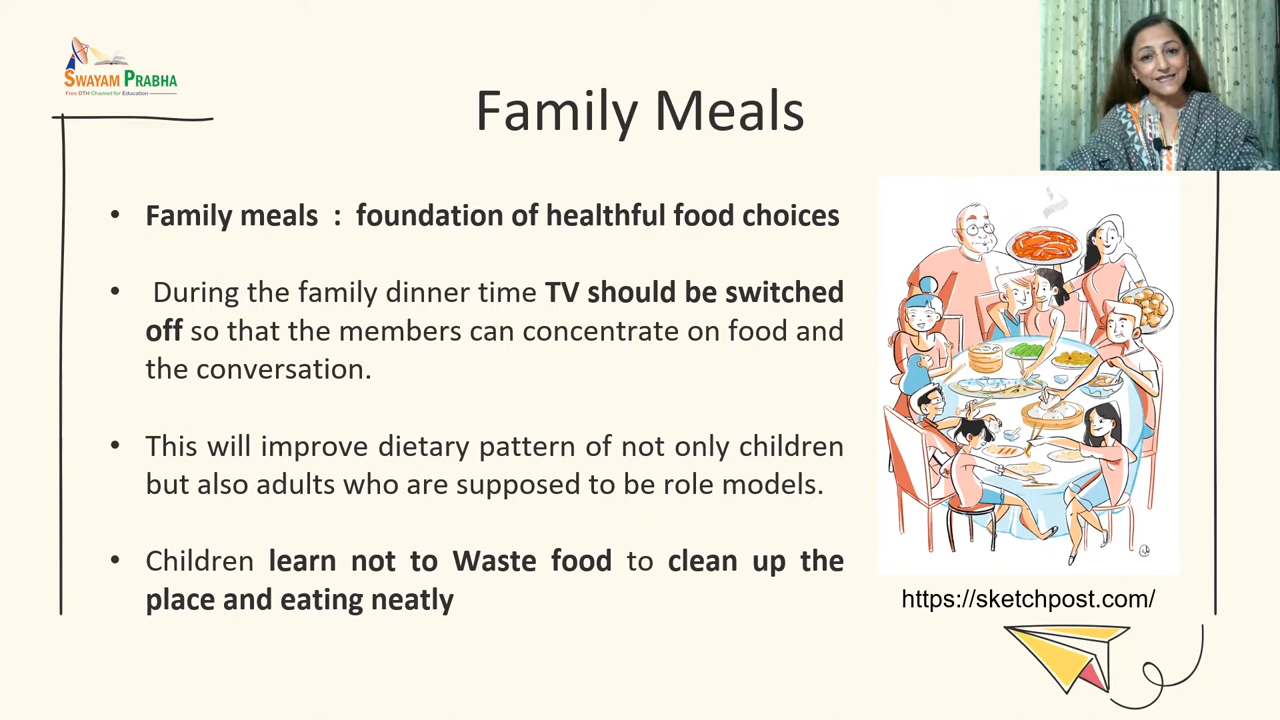 SWAYAM PRABHA
Free DTH Channel for Education
Family Meals
• Family meals : foundation of healthful food choices
• During the family dinner time TV should be switched
off so that the members can concentrate on food and
the conversation.
• This will improve dietary pattern of not only children
but also adults who are supposed to be role models.
• Children learn not to Waste food to clean up the
place and eating neatly
https://sketchpost.com/